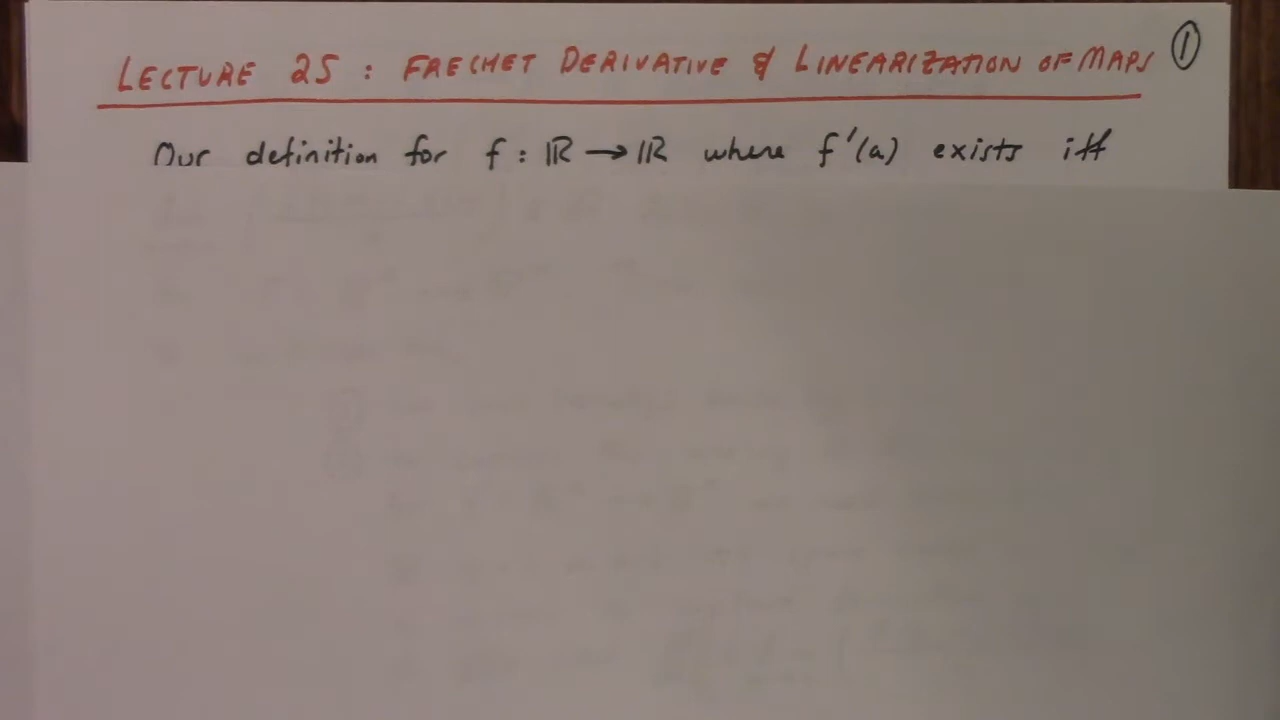 LECTURE 25 : FRECHET DERIVATIVE & LINEARIZATION OF MAPS ①
Our definition for f : ℝ → ℝ where f'(a) exists iff